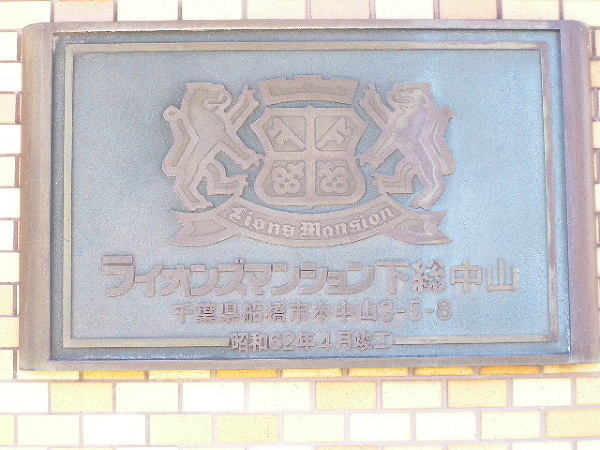 Lions Mansion
ライオンズマンション下総中山
千葉県船橋市本中山3-5-8
昭和62年4月竣工